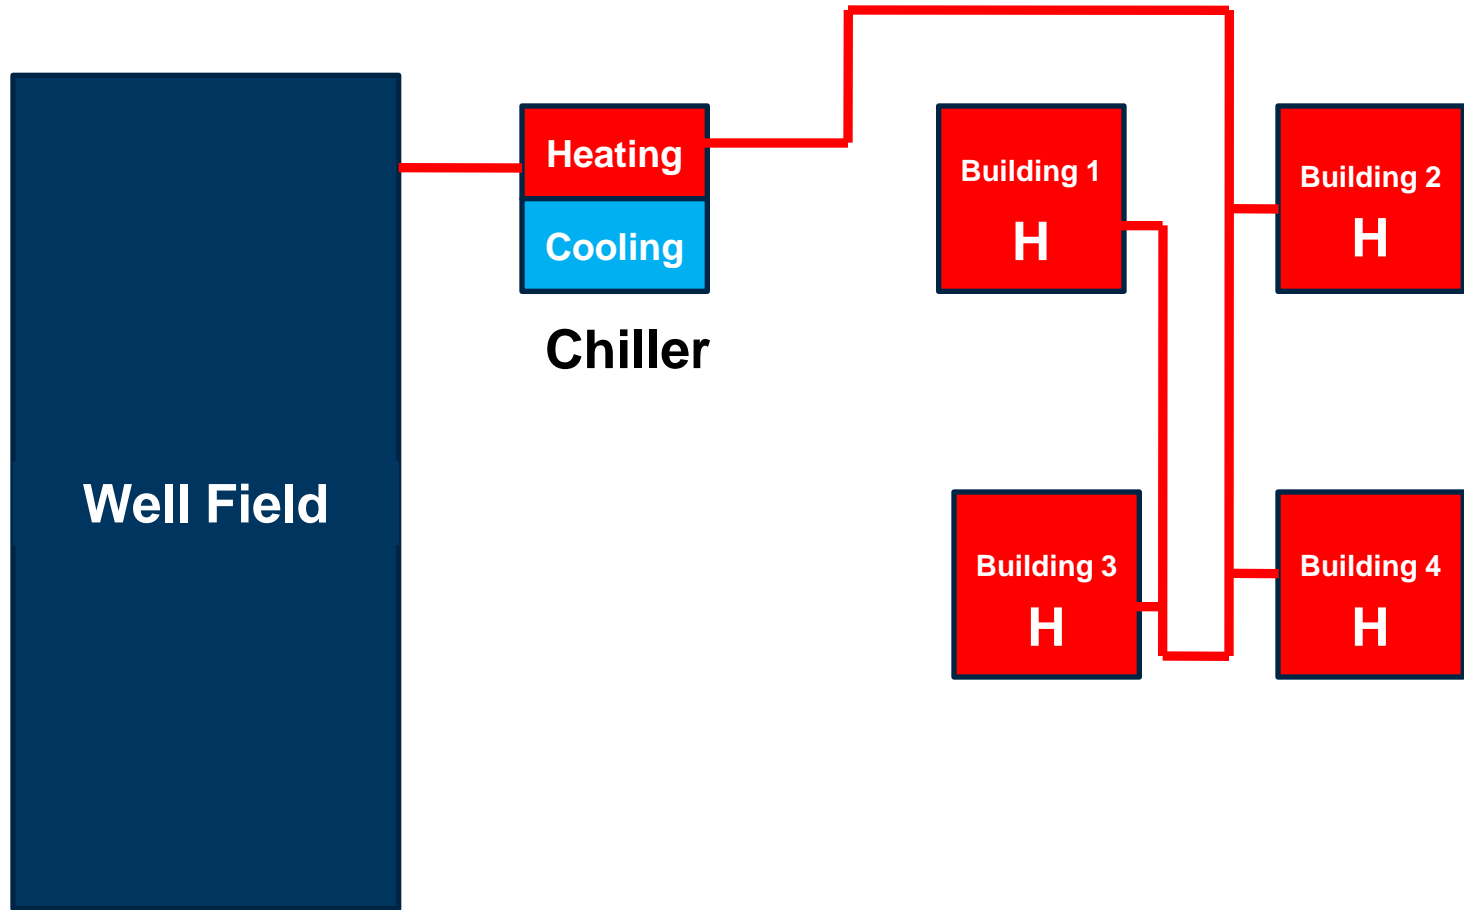 Heating
Cooling
Chiller
Well Field
Building 1
H
Building 2
H
Building 3
H
Building 4
H